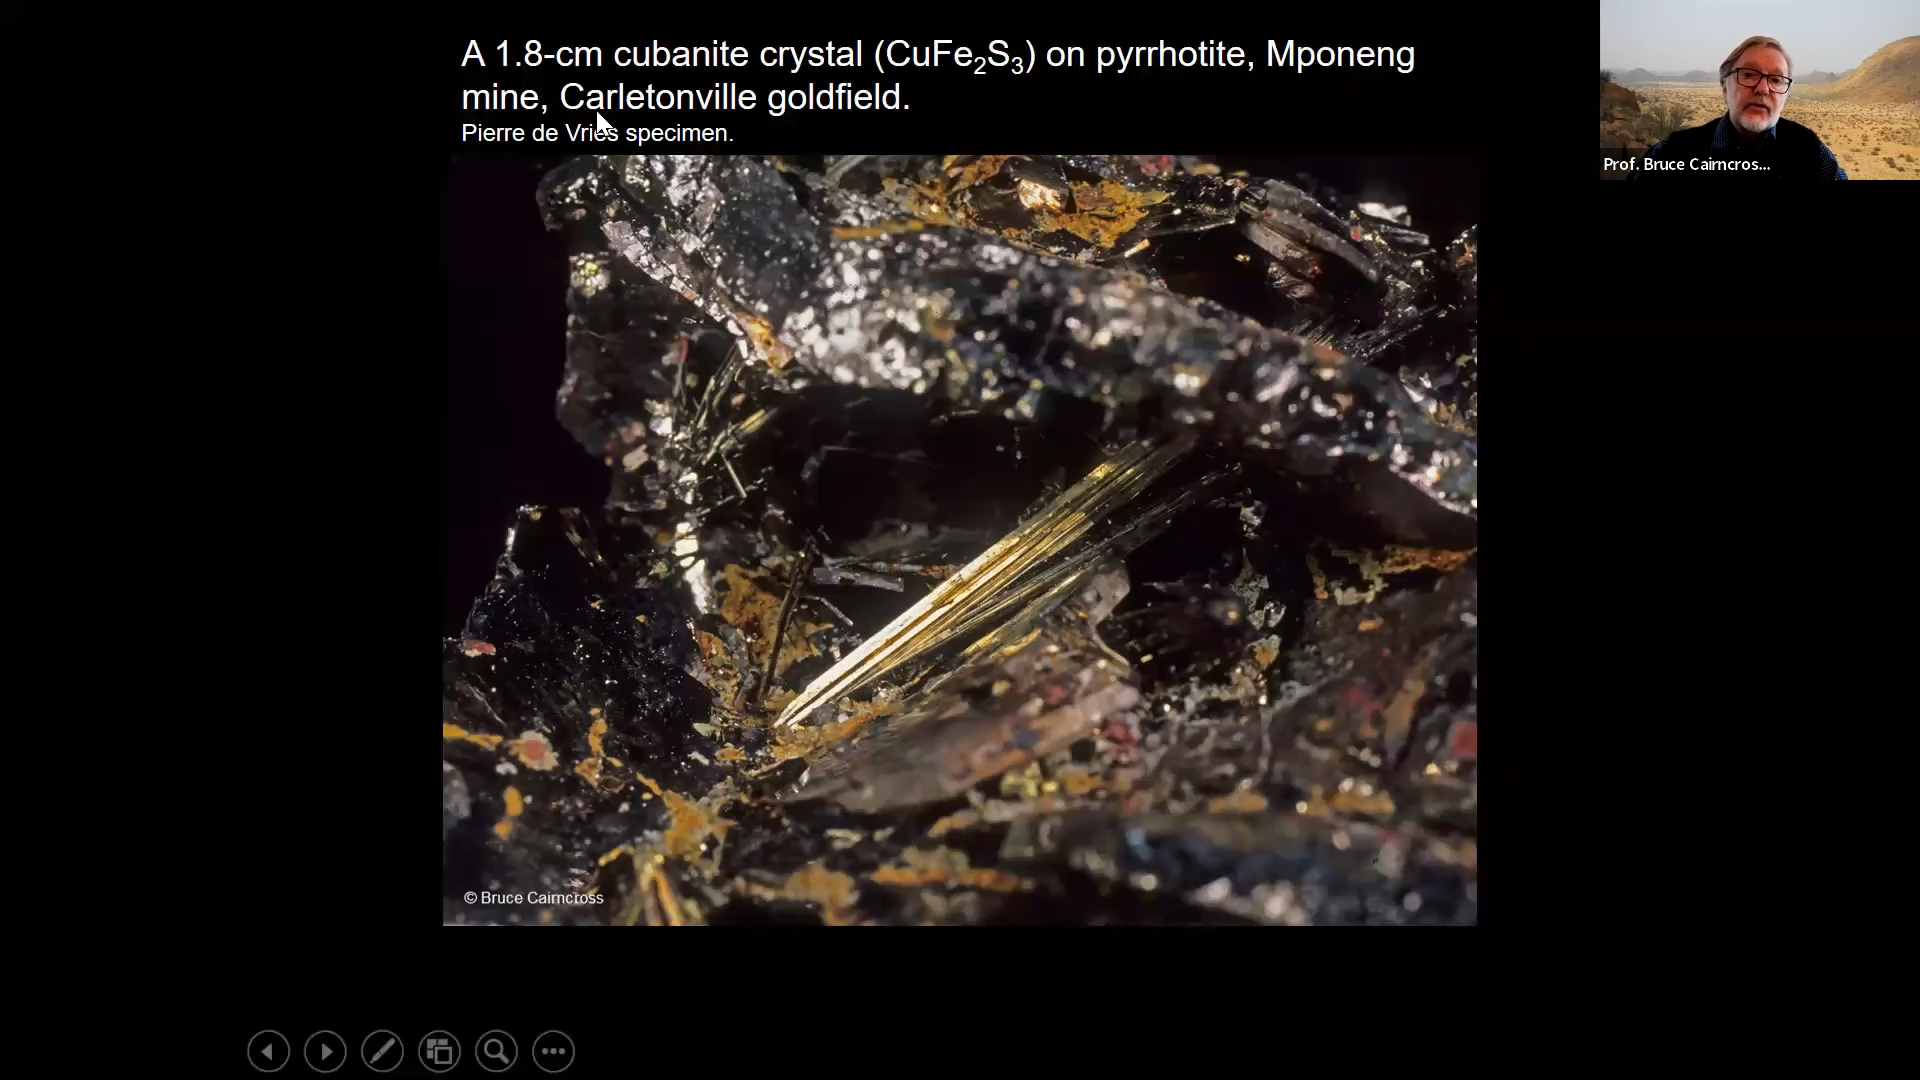 A 1.8-cm cubanite crystal (CuFe₂S₃) on pyrrhotite, Mponeng
mine, Carletonville goldfield.
Pierre de Vries specimen.
Prof. Bruce Cairncros...
© Bruce Cairncross